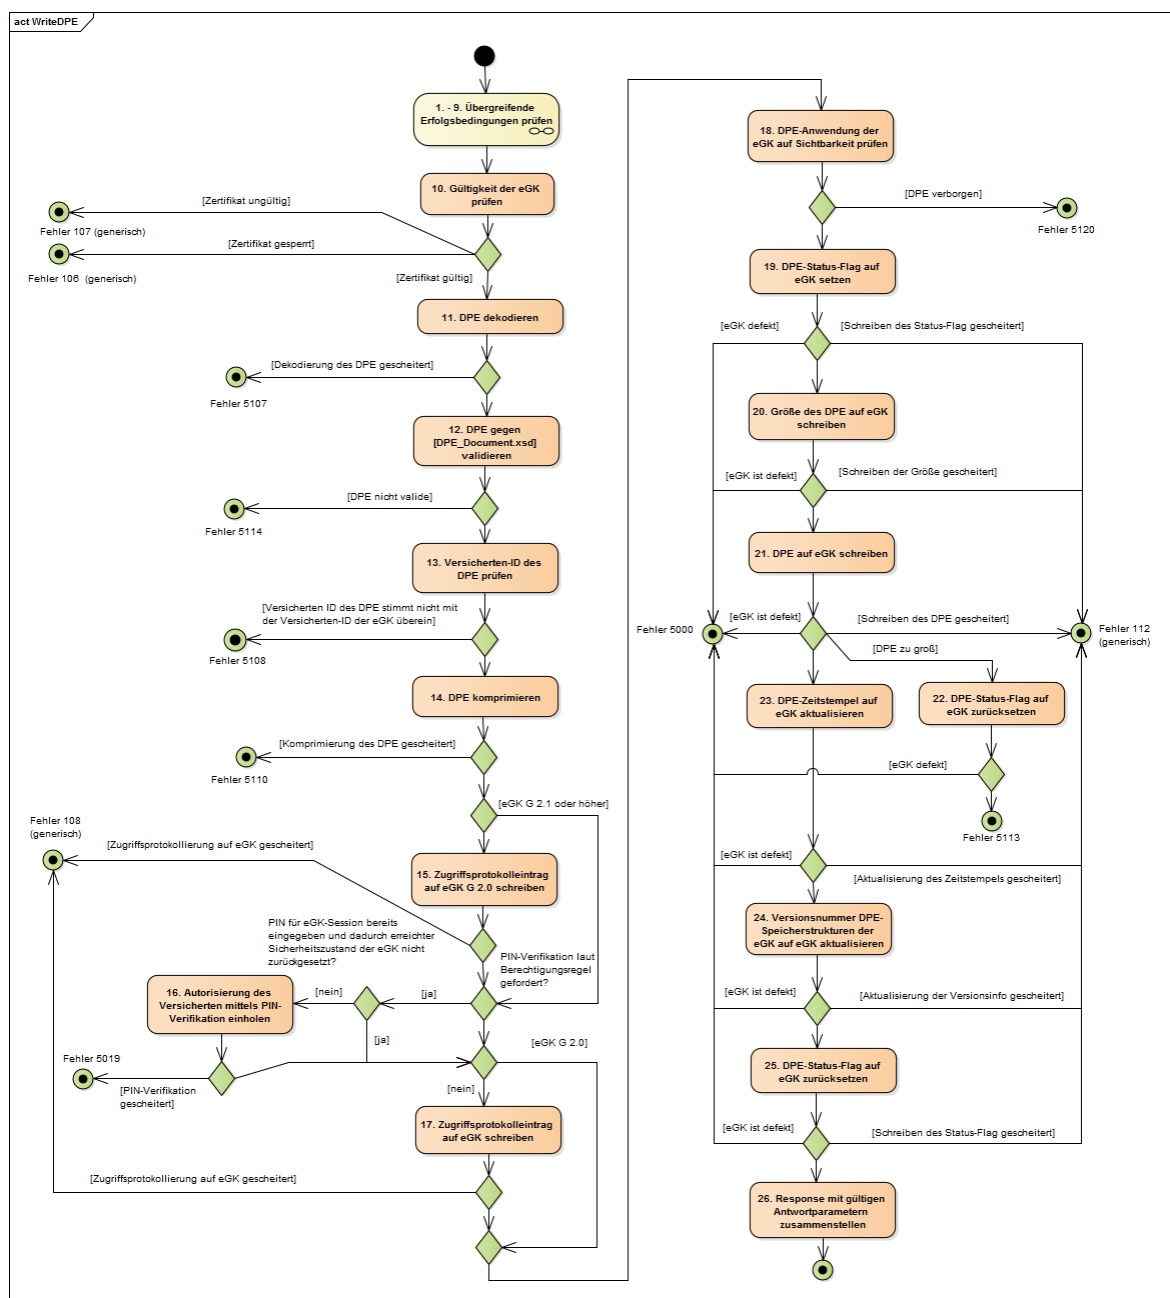 act WriteDPE
1. - 9. Übergreifende
Erfolgsbedingungen prüfen
10. Gültigkeit der eGK
prüfen
[Zertifikat ungültig]
Fehler 107 (generisch)
[Zertifikat gesperrt]
Fehler 106  (generisch)
[Zertifikat gültig]
11. DPE dekodieren
[Dekodierung des DPE gescheitert]
Fehler 5107
12. DPE gegen
[DPE_Document.xsd]
validieren
[DPE nicht valide]
Fehler 5114
13. Versicherten-ID des
DPE prüfen
[Versicherten ID des DPE stimmt nicht mit
der Versicherten-ID der eGK überein]
Fehler 5108
14. DPE komprimieren
[Komprimierung des DPE gescheitert]
Fehler 5110
[eGK G 2.1 oder höher]
Fehler 108
(generisch)
[Zugriffsprotokollierung auf eGK gescheitert]
15. Zugriffsprotokolleintrag
auf eGK G 2.0 schreiben
PIN für eGK-Session bereits
eingegeben und dadurch erreichter
Sicherheitszustand der eGK nicht
zurückgesetzt?
PIN-Verifikation laut
Berechtigungsregel
gefordert?
16. Autorisierung des
Versicherten mittels PIN-
Verifikation einholen
[nein]
[ja]
[ja]
[eGK G 2.0]
Fehler 5019
[PIN-Verifikation
gescheitert]
[nein]
17. Zugriffsprotokolleintrag
auf eGK schreiben
[Zugriffsprotokollierung auf eGK gescheitert]
18. DPE-Anwendung der
eGK auf Sichtbarkeit prüfen
[DPE verborgen]
Fehler 5120
19. DPE-Status-Flag auf
eGK setzen
[eGK defekt]
[Schreiben des Status-Flag gescheitert]
20. Größe des DPE auf eGK
schreiben
[eGK ist defekt]
[Schreiben der Größe gescheitert]
21. DPE auf eGK schreiben
[eGK ist defekt]
[Schreiben des DPE gescheitert]
Fehler 5000
Fehler 112
(generisch)
[DPE zu groß]
23. DPE-Zeitstempel auf
eGK aktualisieren
22. DPE-Status-Flag auf
eGK zurücksetzen
[eGK defekt]
Fehler 5113
[eGK ist defekt]
[Aktualisierung des Zeitstempels gescheitert]
24. Versionsnummer DPE-
Speicherstrukturen der
eGK auf eGK aktualisieren
[eGK ist defekt]
[Aktualisierung der Versionsinfo gescheitert]
25. DPE-Status-Flag auf
eGK zurücksetzen
[eGK ist defekt]
[Schreiben des Status-Flag gescheitert]
26. Response mit gültigen
Antwortparametern
zusammenstellen